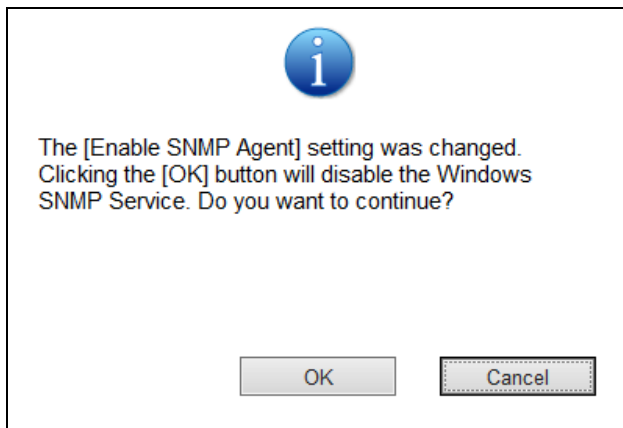 The [Enable SNMP Agent] setting was changed.
Clicking the [OK] button will disable the Windows
SNMP Service. Do you want to continue?
OK
Cancel